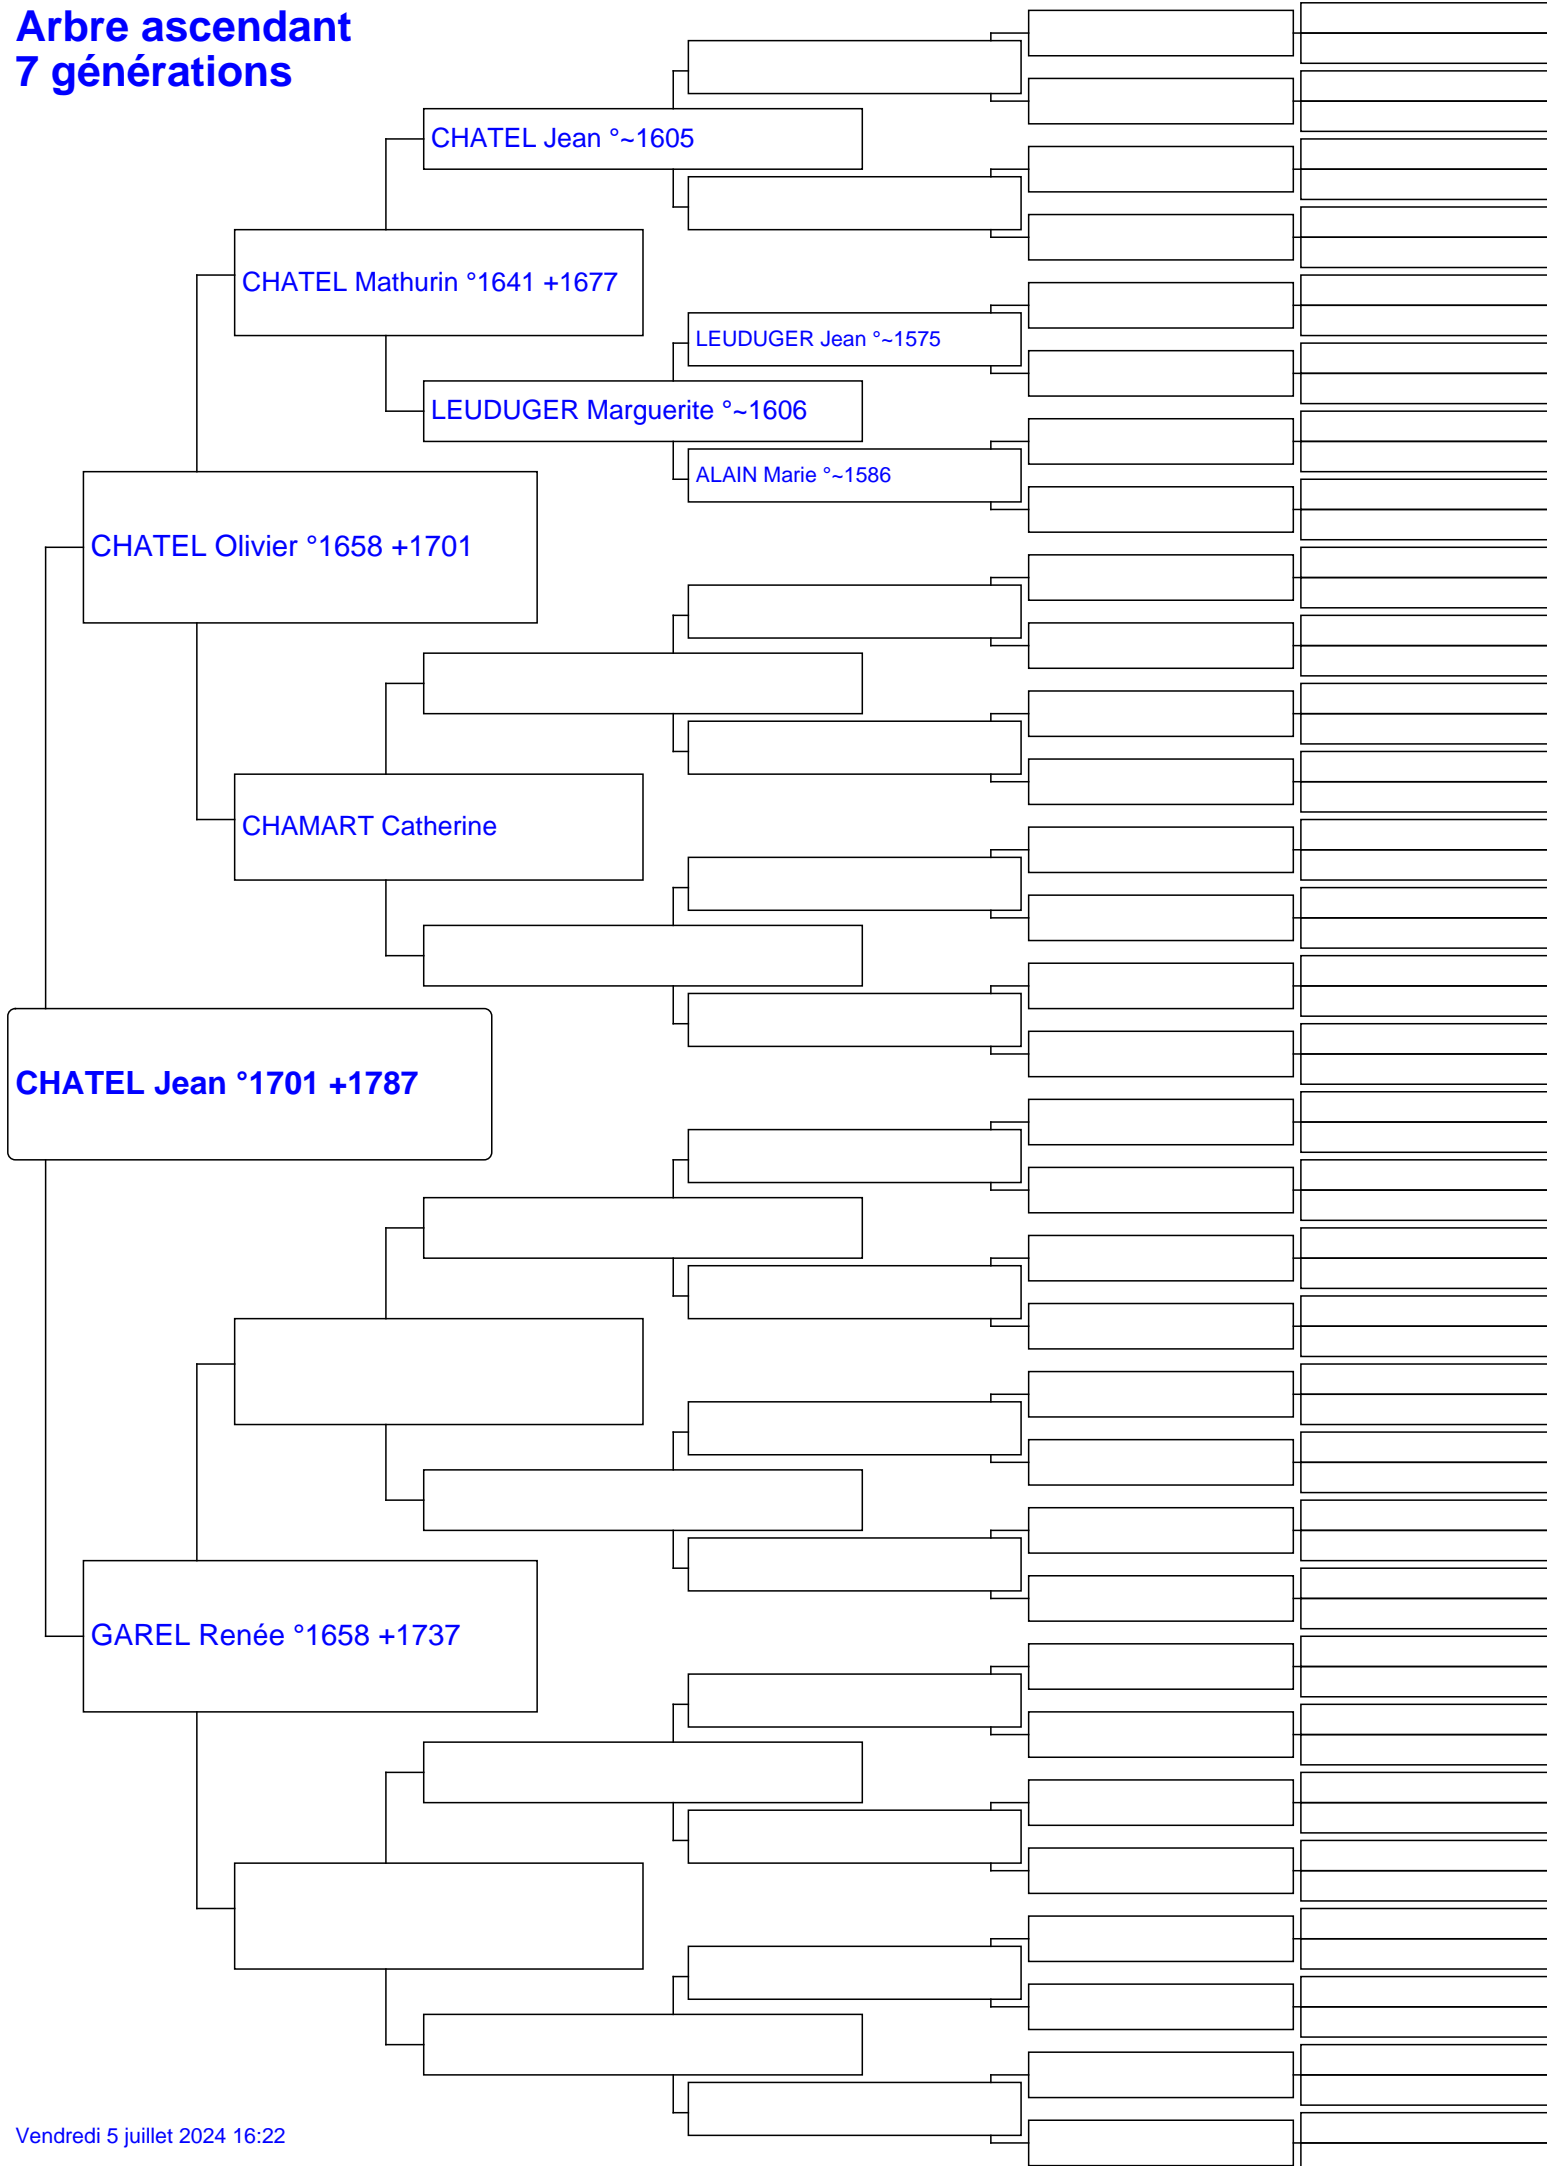 Arbre ascendant
7 générations
CHATEL Jean °~1605
CHATEL Mathurin °1641 +1677
LEUDUGER Jean °~1575
LEUDUGER Marguerite °~1606
ALAIN Marie °~1586
CHATEL Olivier °1658 +1701
CHAMART Catherine
CHATEL Jean °1701 +1787
GAREL Renée °1658 +1737
Vendredi 5 juillet 2024 16:22